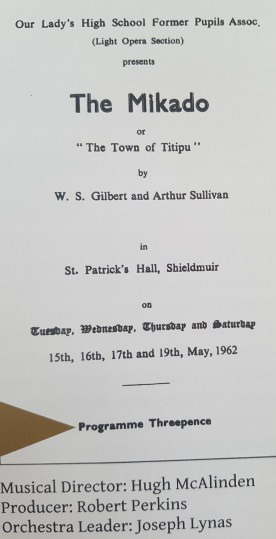 Our Lady's High School Former Pupils Assoc.
(Light Opera Section)
presents
The Mikado
or
"The Town of Titipu"
by
W. S. Gilbert and Arthur Sullivan
in
St. Patrick's Hall, Shieldmuir
on
Tuesday, Wednesday, Thursday and Saturday
15th, 16th, 17th and 19th, May, 1962
Programme Threepence
Musical Director: Hugh McAlinden
Producer: Robert Perkins
Orchestra Leader: Joseph Lynas